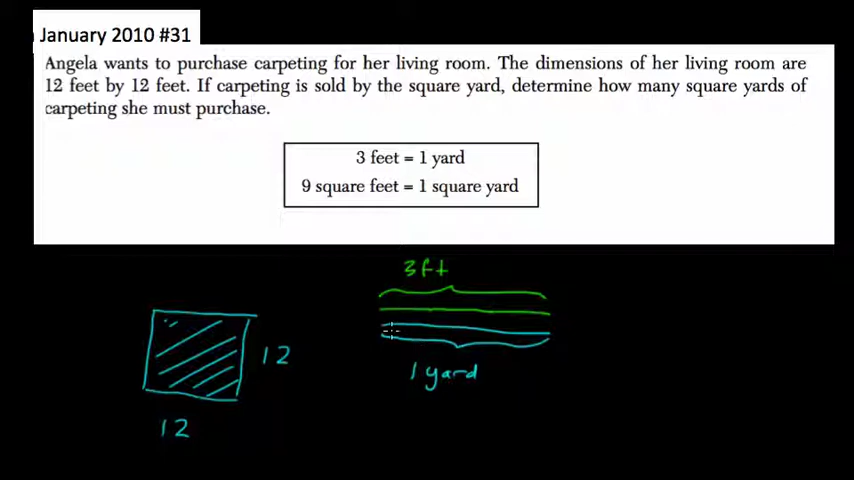 January 2010 #31
Angela wants to purchase carpeting for her living room. The dimensions of her living room are
12 feet by 12 feet. If carpeting is sold by the square yard, determine how many square yards of
carpeting she must purchase.
3 feet = 1 yard
9 square feet = 1 square yard
3ft
12
1 yard
12